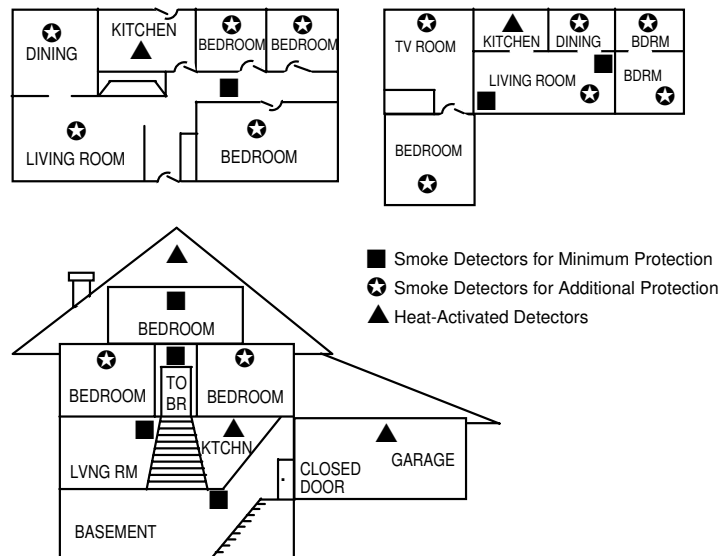 KITCHEN
DINING
BEDROOM
BEDROOM
LIVING ROOM
BEDROOM
TV ROOM
KITCHEN
DINING
BDRM
LIVING ROOM
BDRM
BEDROOM
Smoke Detectors for Minimum Protection
Smoke Detectors for Additional Protection
Heat-Activated Detectors
BEDROOM
BEDROOM
TO
BR
BEDROOM
LVNG RM
KTCHN
CLOSED
DOOR
GARAGE
BASEMENT